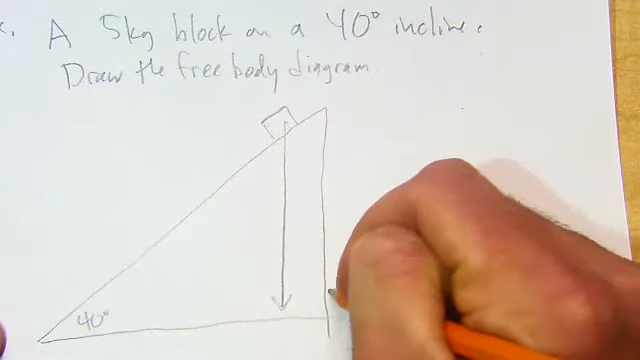 A 5kg block on a 40° incline.
Draw the free body diagram.
40°